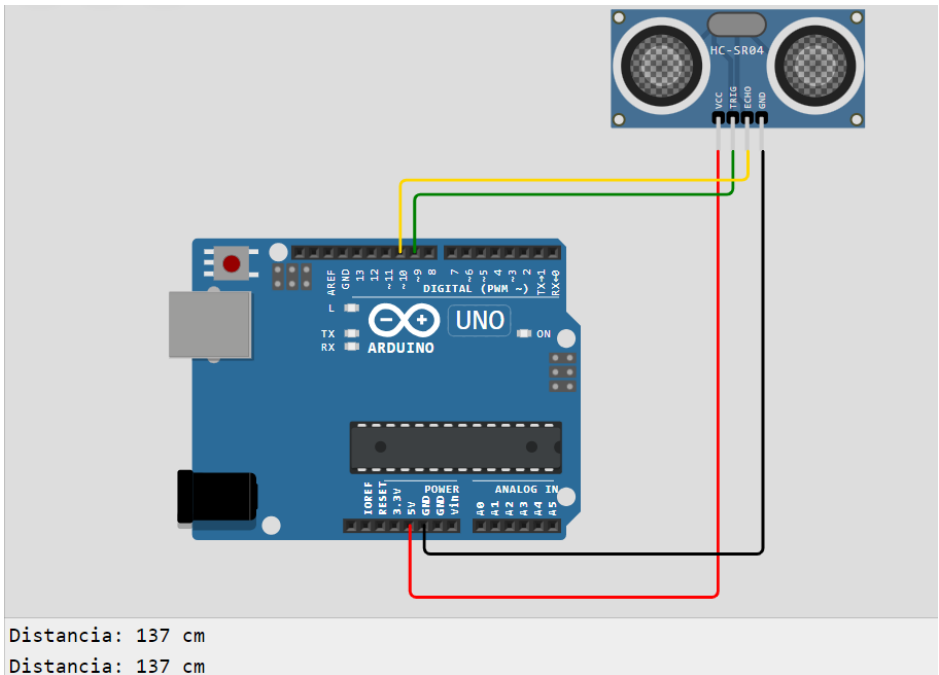 HC-SR04
VCC
TRIG
ECHO
GND
AREF
GND
13
12
~11
~10
~9
8
7
~6
~5
4
~3
2
TX→1
RX←0
DIGITAL (PWM ~)
L
TX
RX
UNO
ARDUINO
ON
POWER
ANALOG IN
IOREF
RESET
3.3V
5V
GND
GND
Vin
A0
A1
A2
A3
A4
A5
Distancia: 137 cm
Distancia: 137 cm